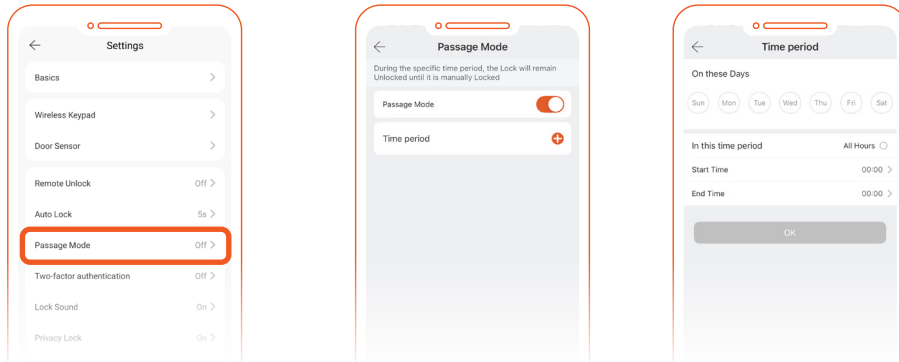 Settings
Basics
Wireless Keypad
Door Sensor
Remote Unlock Off
Auto Lock 5s
Passage Mode Off
Two-factor authentication Off
Lock Sound On
Privacy Lock On
Passage Mode
During the specific time period, the Lock will remain
Unlocked until it is manually Locked
Passage Mode
Time period
Time period
On these Days
Sun Mon Tue Wed Thu Fri Sat
In this time period All Hours
Start Time 00:00
End Time 00:00
OK